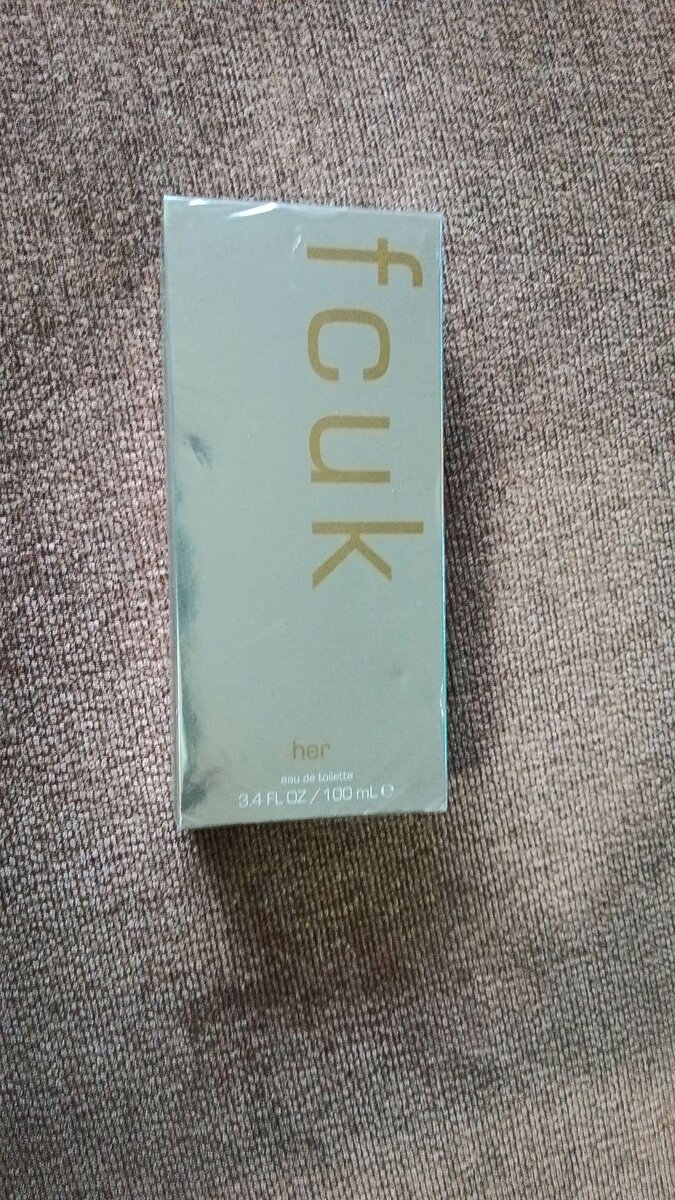 fcuk
her
eau de toilette
3.4 FL OZ / 100 mL ℮